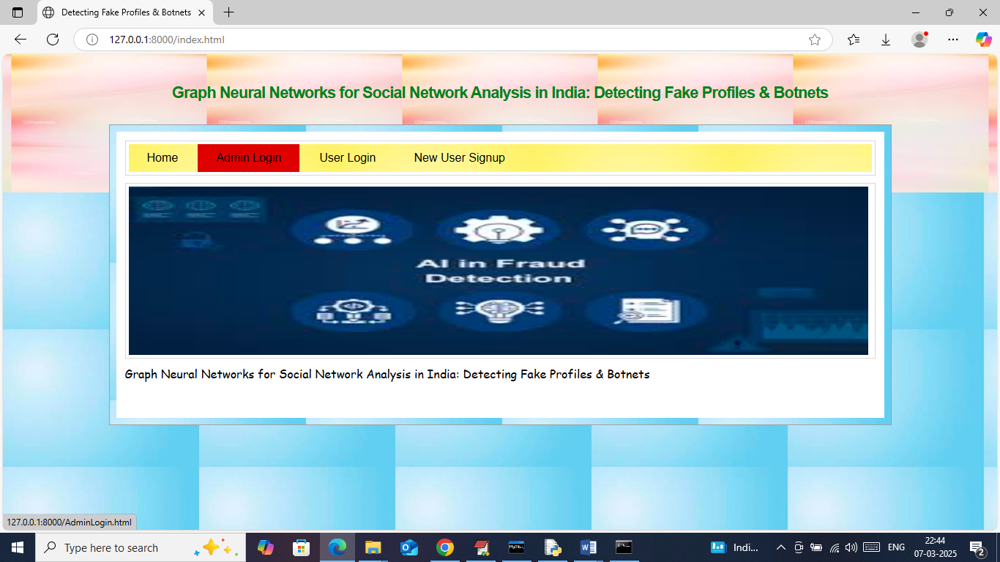 Detecting Fake Profiles & Botnets
127.0.0.1:8000/index.html
Graph Neural Networks for Social Network Analysis in India: Detecting Fake Profiles & Botnets
Home Admin Login User Login New User Signup
AI in Fraud
Detection
Graph Neural Networks for Social Network Analysis in India: Detecting Fake Profiles & Botnets
127.0.0.1:8000/AdminLogin.html
Type here to search
Indi...
ENG
22:44
07-03-2025
2